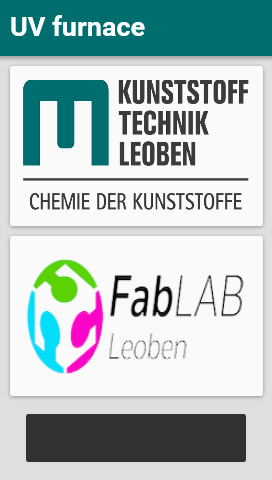 UV furnace
KUNSTSTOFF
TECHNIK
LEOBEN
CHEMIE DER KUNSTSTOFFE
FabLAB
Leoben